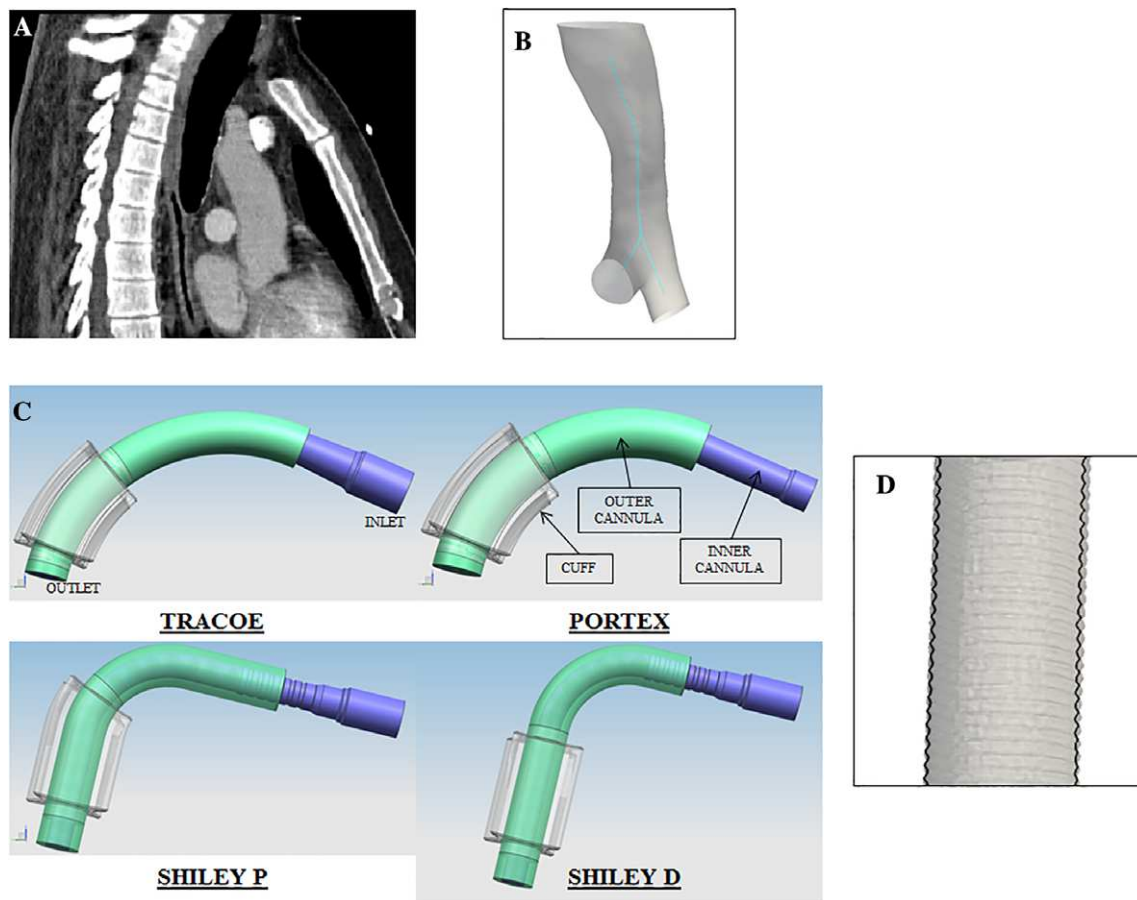 A
B
C
INLET
OUTLET
TRACOE
OUTER
CANNULA
INNER
CANNULA
CUFF
PORTEX
SHILEY P
SHILEY D
D